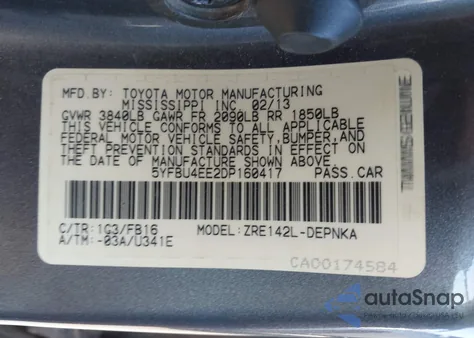 MFD.BY: TOYOTA MOTOR MANUFACTURING
MISSISSIPPI INC 02/13
GVWR 3840LB GAWR FR 2090LB RR 1850LB
THIS VEHICLE CONFORMS TO ALL APPLICABLE
FEDERAL MOTOR VEHICLE SAFETY, BUMPER, AND
THEFT PREVENTION STANDARDS IN EFFECT ON
THE DATE OF MANUFACTURE SHOWN ABOVE.
5YFBU4EE2DP160417 PASS.CAR
C/TR:1G3/FB16 MODEL:ZRE142L-DEPNKA
A/TM:-03A/U341E
CA00174584
autoSnap